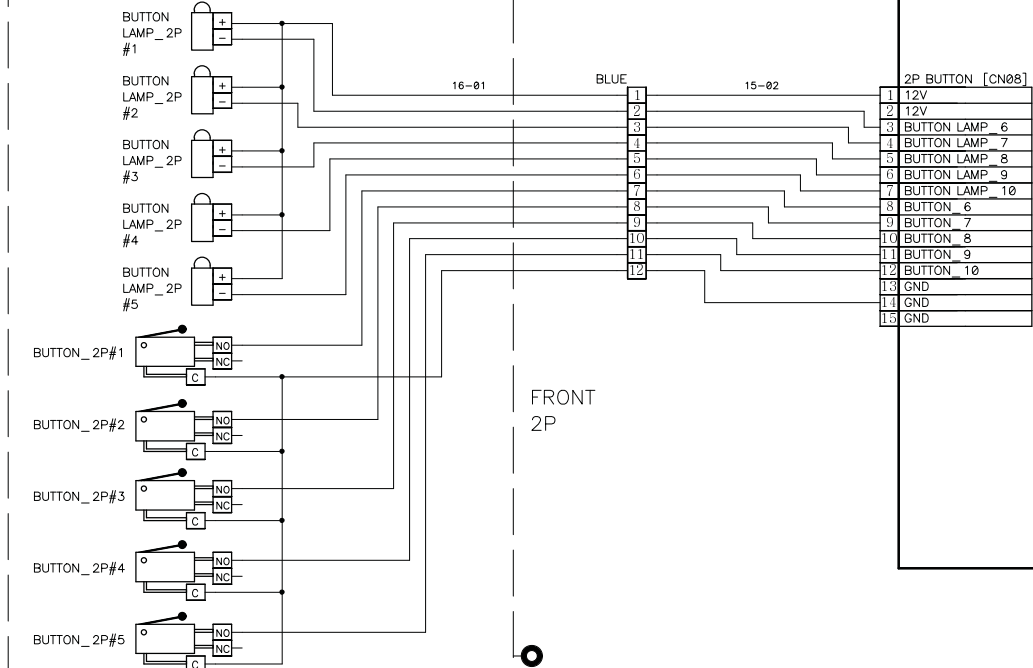 BUTTON
LAMP_2P
#1
+
−
BUTTON
LAMP_2P
#2
+
−
BUTTON
LAMP_2P
#3
+
−
BUTTON
LAMP_2P
#4
+
−
BUTTON
LAMP_2P
#5
+
−
BUTTON_2P#1
NO
NC
C
BUTTON_2P#2
NO
NC
C
BUTTON_2P#3
NO
NC
C
BUTTON_2P#4
NO
NC
C
BUTTON_2P#5
NO
NC
C
16-01
FRONT
2P
BLUE
1
2
3
4
5
6
7
8
9
10
11
12
15-02
2P BUTTON [CN08]
1 12V
2 12V
3 BUTTON LAMP_6
4 BUTTON LAMP_7
5 BUTTON LAMP_8
6 BUTTON LAMP_9
7 BUTTON LAMP_10
8 BUTTON_6
9 BUTTON_7
10 BUTTON_8
11 BUTTON_9
12 BUTTON_10
13 GND
14 GND
15 GND